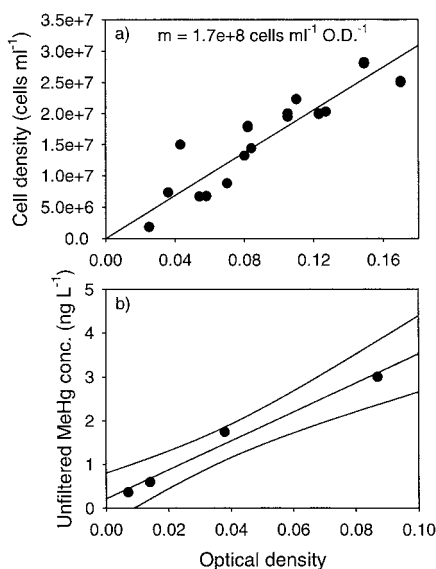 a) m = 1.7e+8 cells ml⁻¹ O.D.⁻¹
Cell density (cells ml⁻¹)
3.5e+7
3.0e+7
2.5e+7
2.0e+7
1.5e+7
1.0e+7
5.0e+6
0.0
0.00 0.04 0.08 0.12 0.16
b)
Unfiltered MeHg conc. (ng L⁻¹)
5
4
3
2
1
0
0.00 0.02 0.04 0.06 0.08 0.10
Optical density